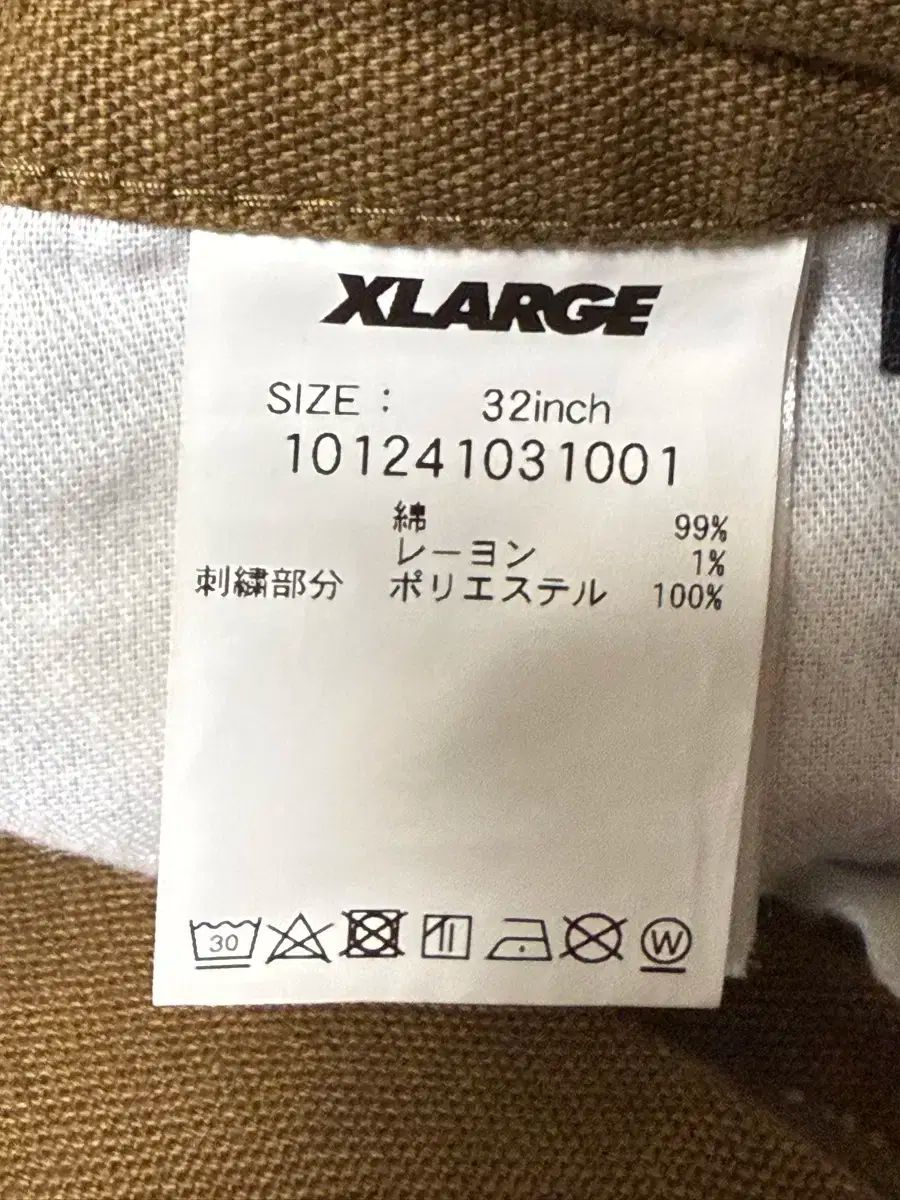 XLARGE
SIZE : 32inch
101241031001
綿 99%
レーヨン 1%
刺繍部分 ポリエステル 100%
30
W